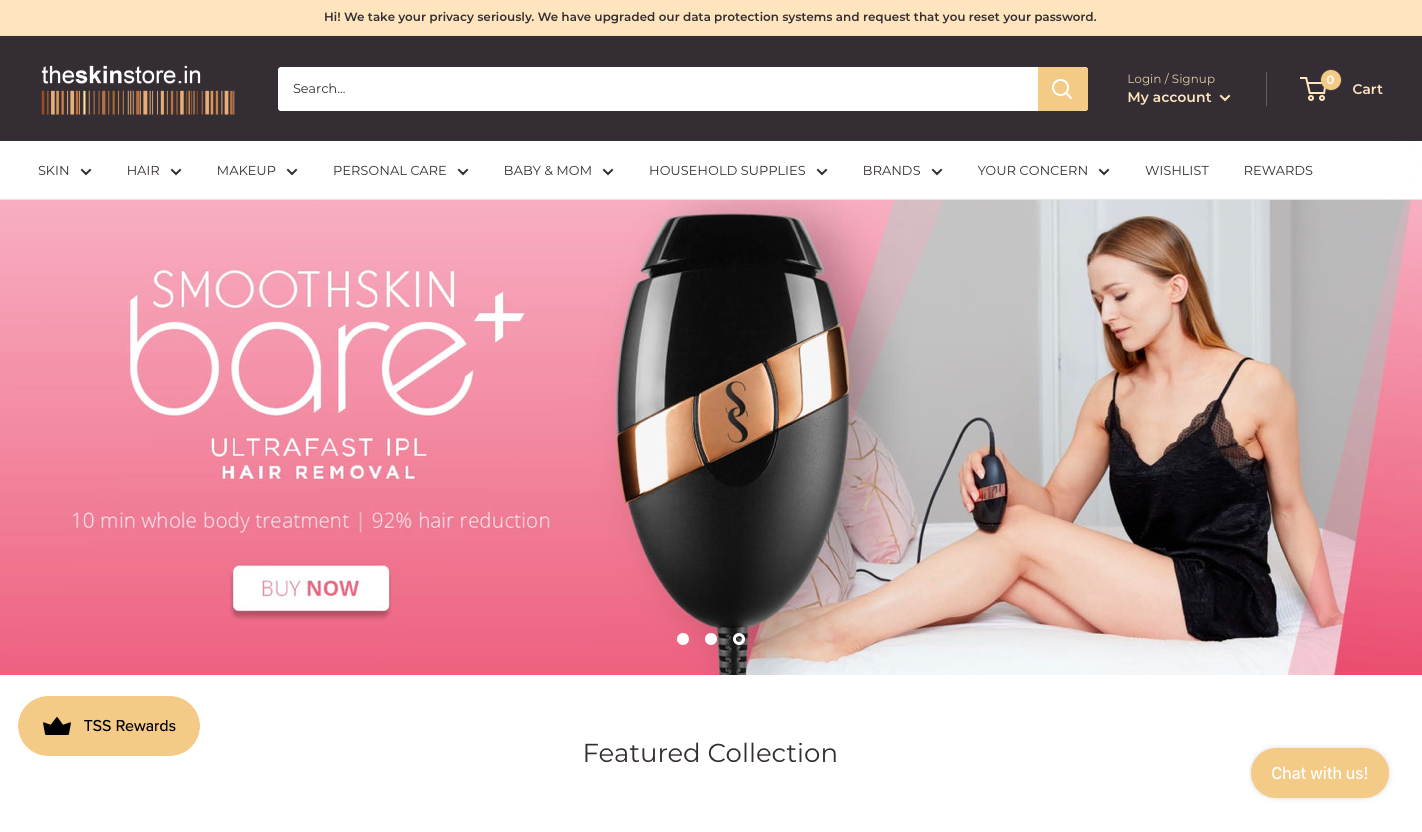 Hi! We take your privacy seriously. We have upgraded our data protection systems and request that you reset your password.
theskinstore.in
Search...
Login / Signup
My account
0
Cart
SKIN
HAIR
MAKEUP
PERSONAL CARE
BABY & MOM
HOUSEHOLD SUPPLIES
BRANDS
YOUR CONCERN
WISHLIST
REWARDS
SMOOTHSKIN
bare+
ULTRAFAST IPL
HAIR REMOVAL
10 min whole body treatment | 92% hair reduction
BUY NOW
TSS Rewards
Featured Collection
Chat with us!